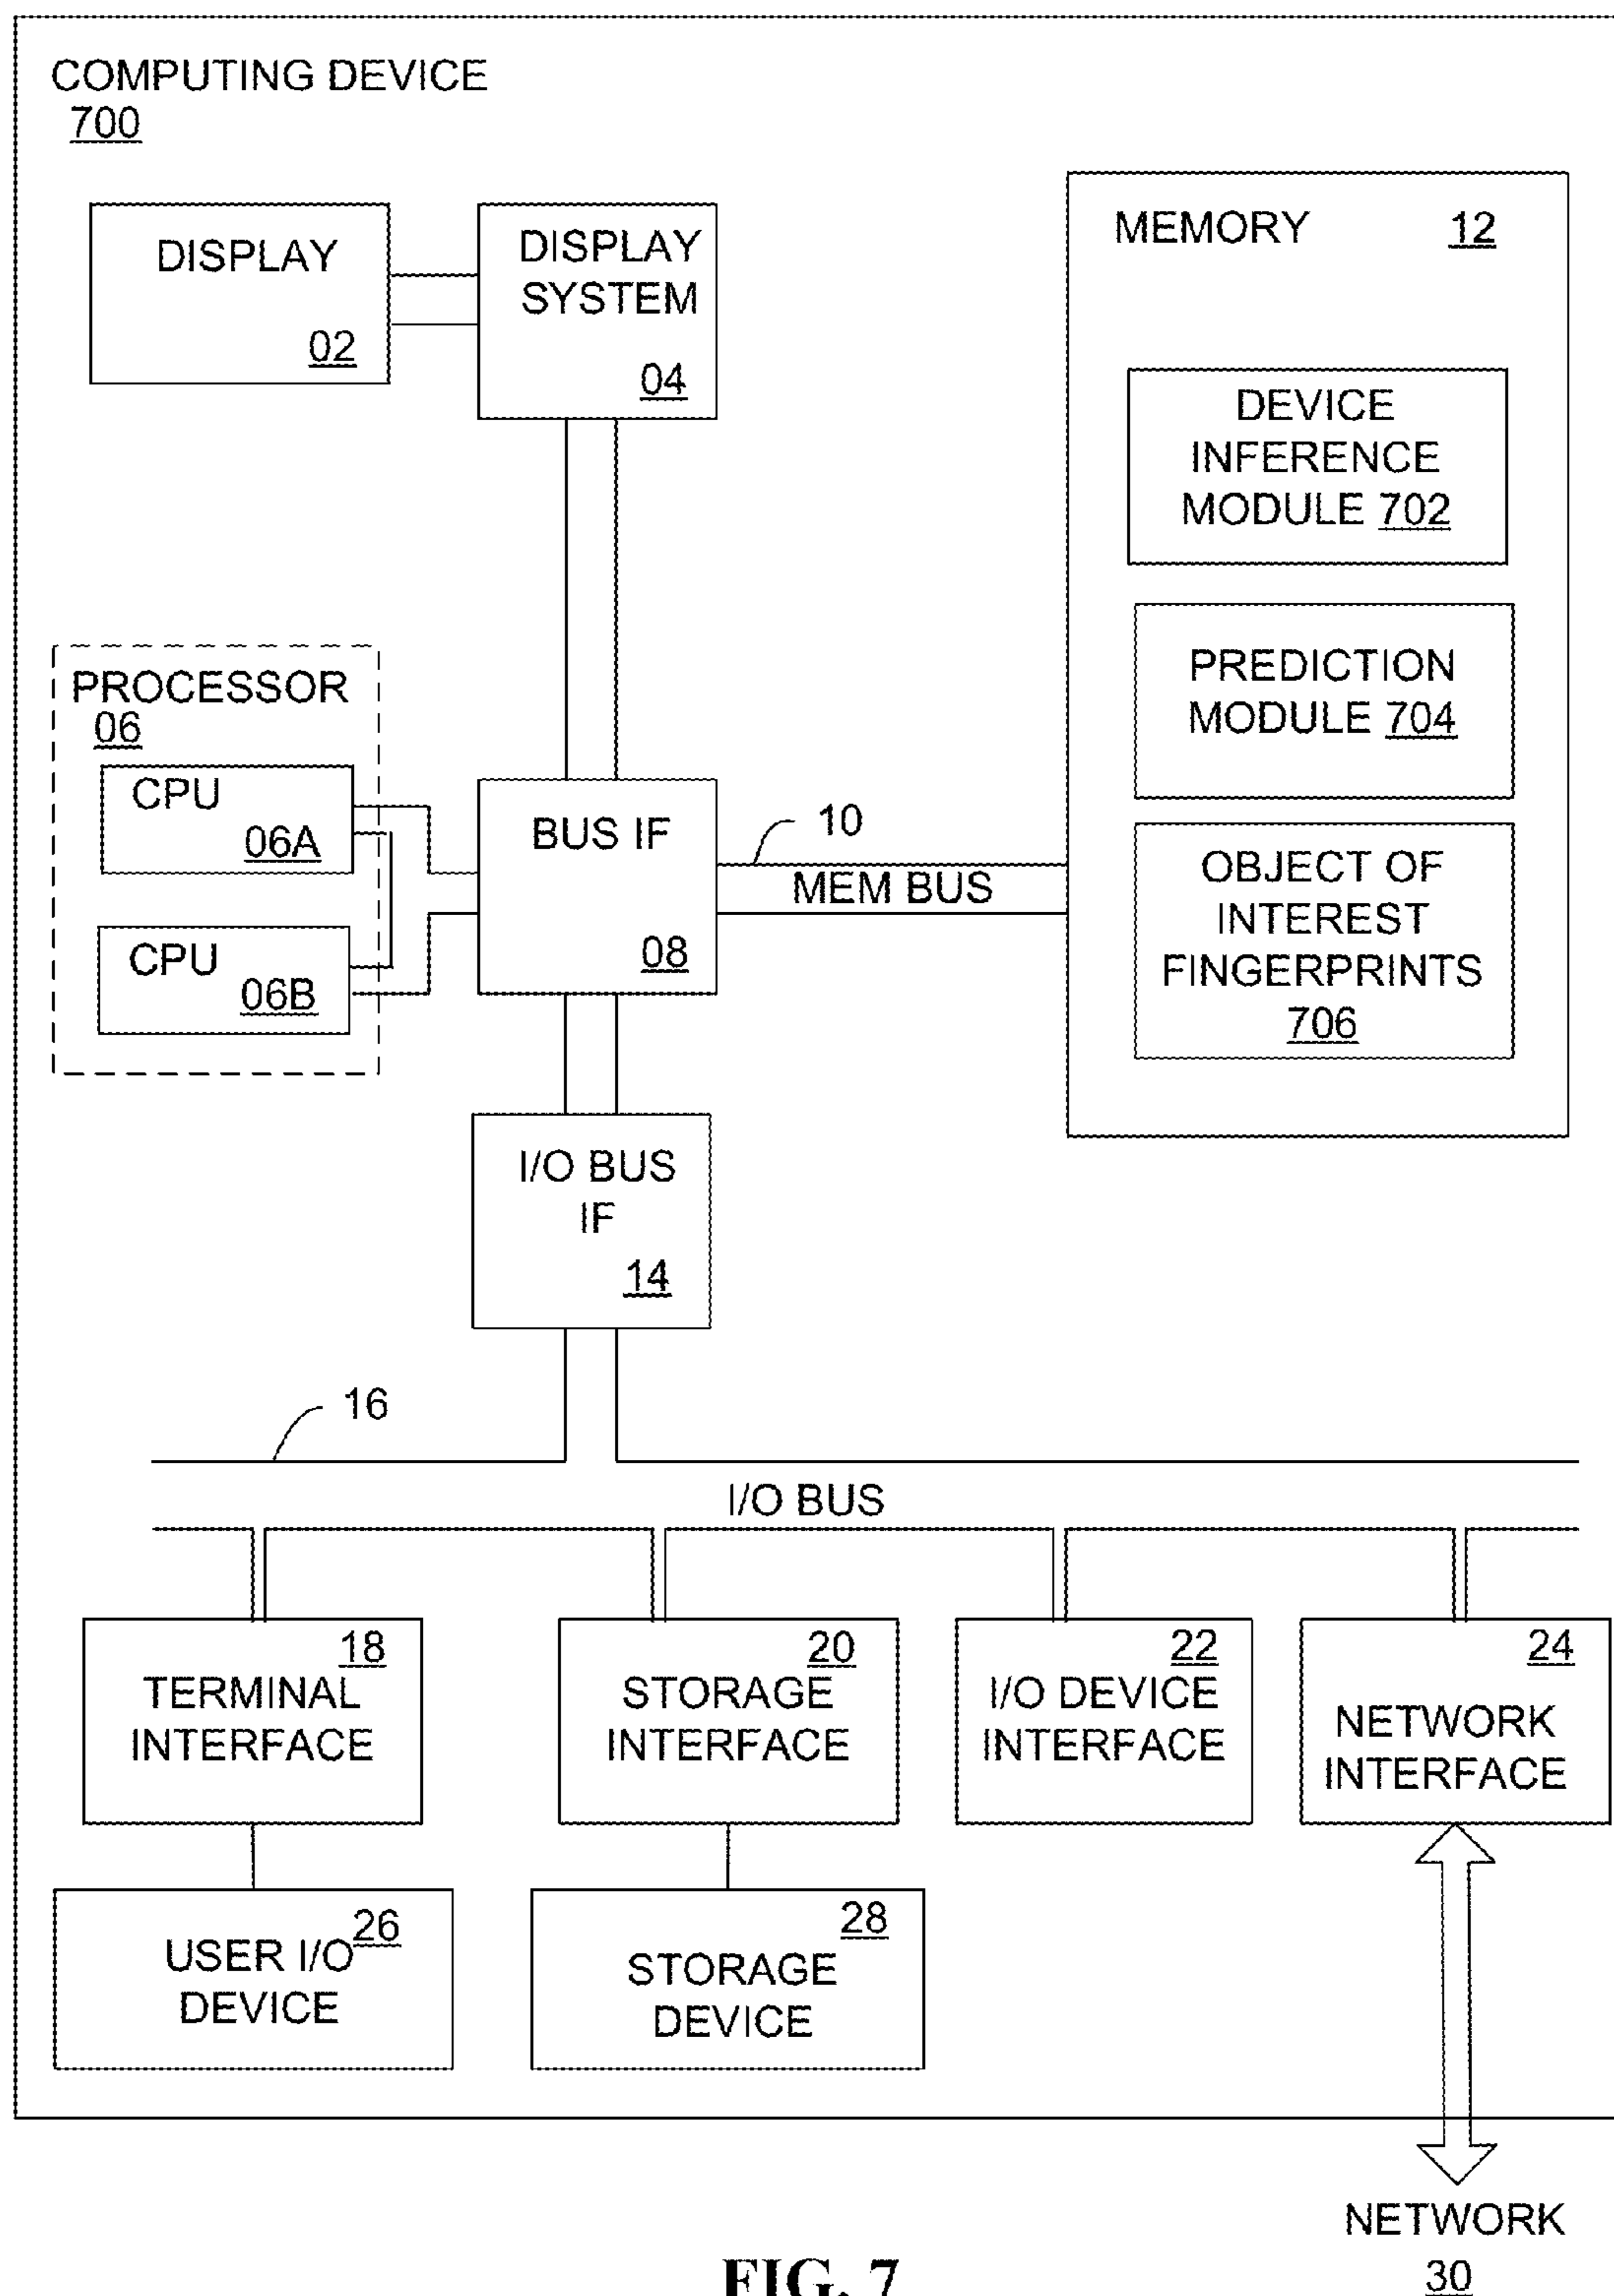 COMPUTING DEVICE
700
DISPLAY
02
DISPLAY
SYSTEM
04
MEMORY 12
DEVICE
INFERENCE
MODULE 702
PREDICTION
MODULE 704
OBJECT OF
INTEREST
FINGERPRINTS
706
PROCESSOR
06
CPU
06A
CPU
06B
BUS IF
08
10
MEM BUS
I/O BUS
IF
14
16
I/O BUS
18
TERMINAL
INTERFACE
20
STORAGE
INTERFACE
22
I/O DEVICE
INTERFACE
24
NETWORK
INTERFACE
26
USER I/O
DEVICE
28
STORAGE
DEVICE
NETWORK
30
FIG. 7